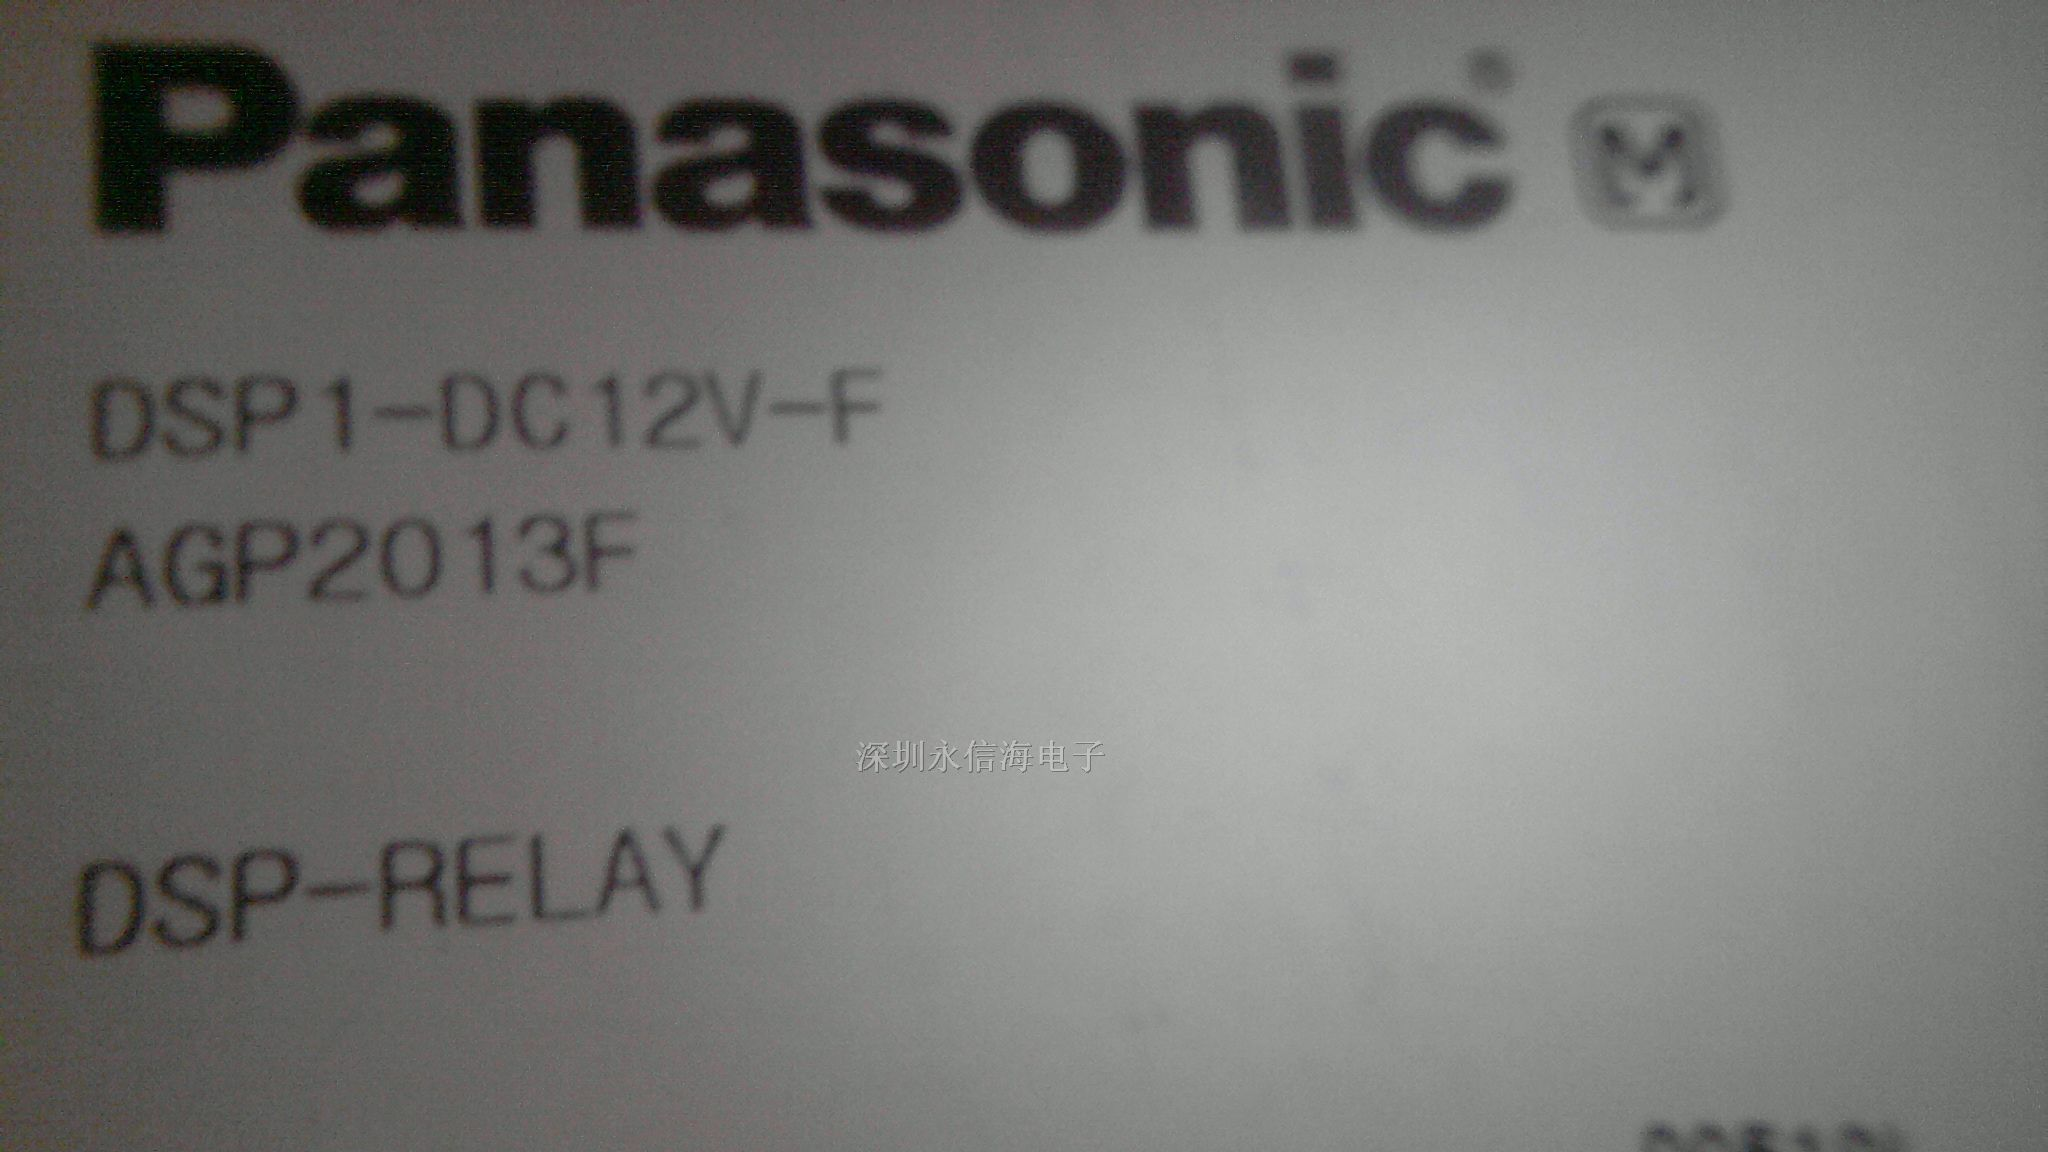 Panasonic® M
DSP1-DC12V-F
AGP2013F
深圳永信海电子
DSP-RELAY